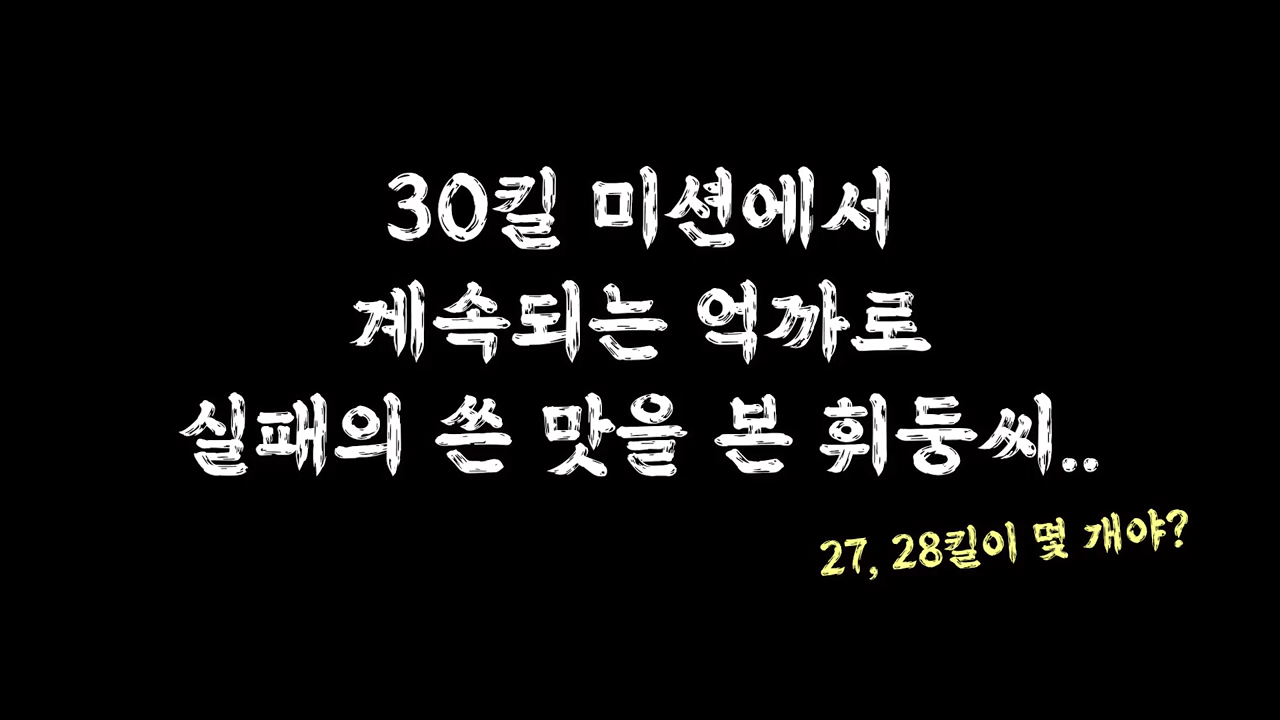 30킬 미션에서
계속되는 억까로
실패의 쓴 맛을 본 휘둥씨..
27, 28킬이 몇 개야?